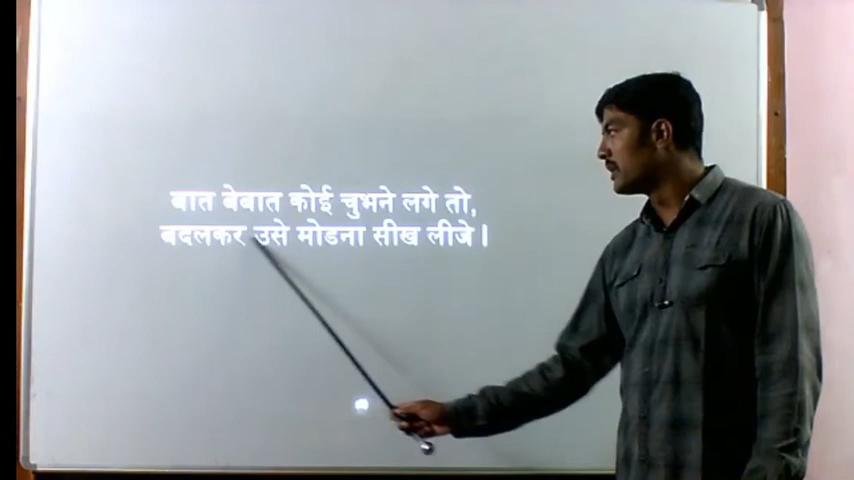 बात बेबात कोई चुभने लगे तो,
बदलकर उसे मोडना सीख लीजे।